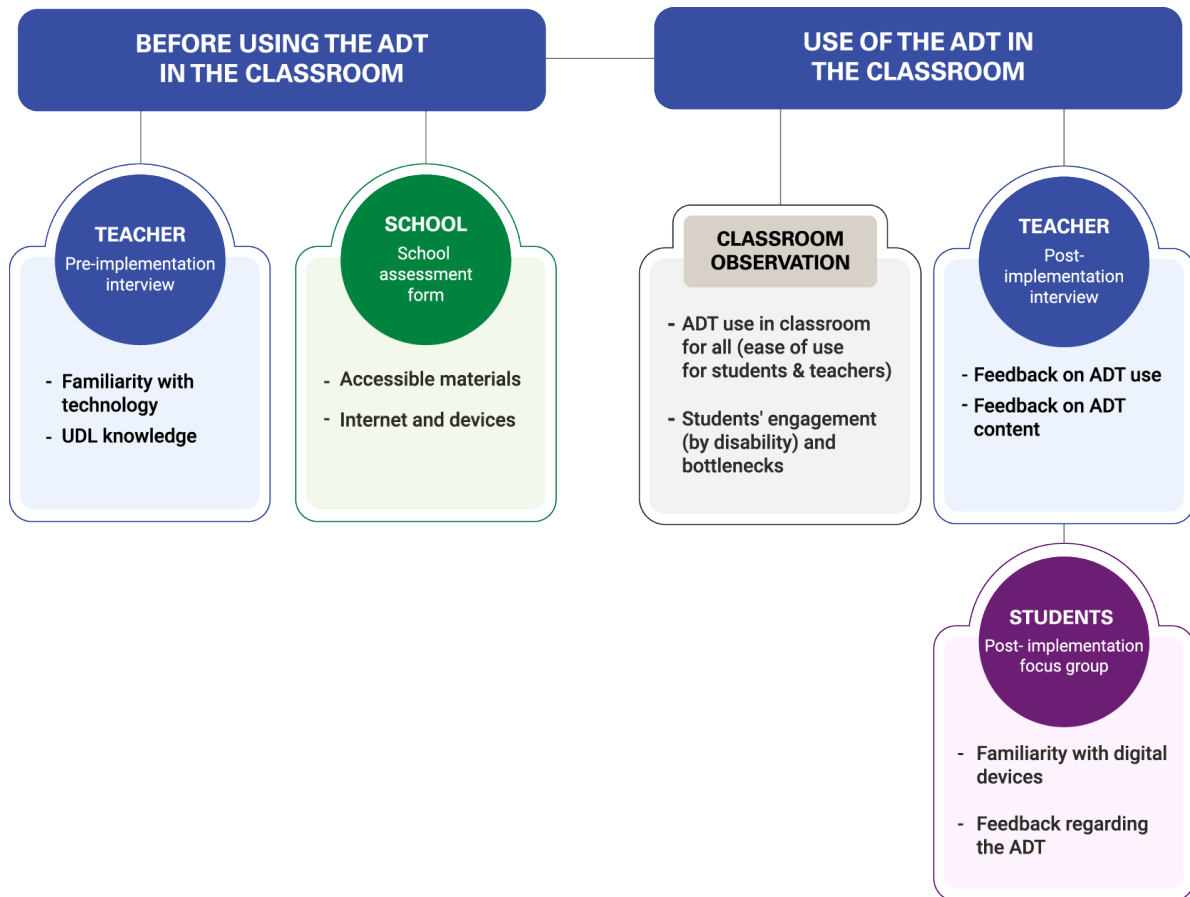 BEFORE USING THE ADT
IN THE CLASSROOM
USE OF THE ADT IN
THE CLASSROOM
TEACHER
Pre-implementation
interview
- Familiarity with
technology
- UDL knowledge
SCHOOL
School
assessment
form
- Accessible materials
- Internet and devices
CLASSROOM
OBSERVATION
- ADT use in classroom
for all (ease of use
for students & teachers)
- Students' engagement
(by disability) and
bottlenecks
TEACHER
Post-
implementation
interview
- Feedback on ADT use
- Feedback on ADT
content
STUDENTS
Post- implementation
focus group
- Familiarity with digital
devices
- Feedback regarding
the ADT